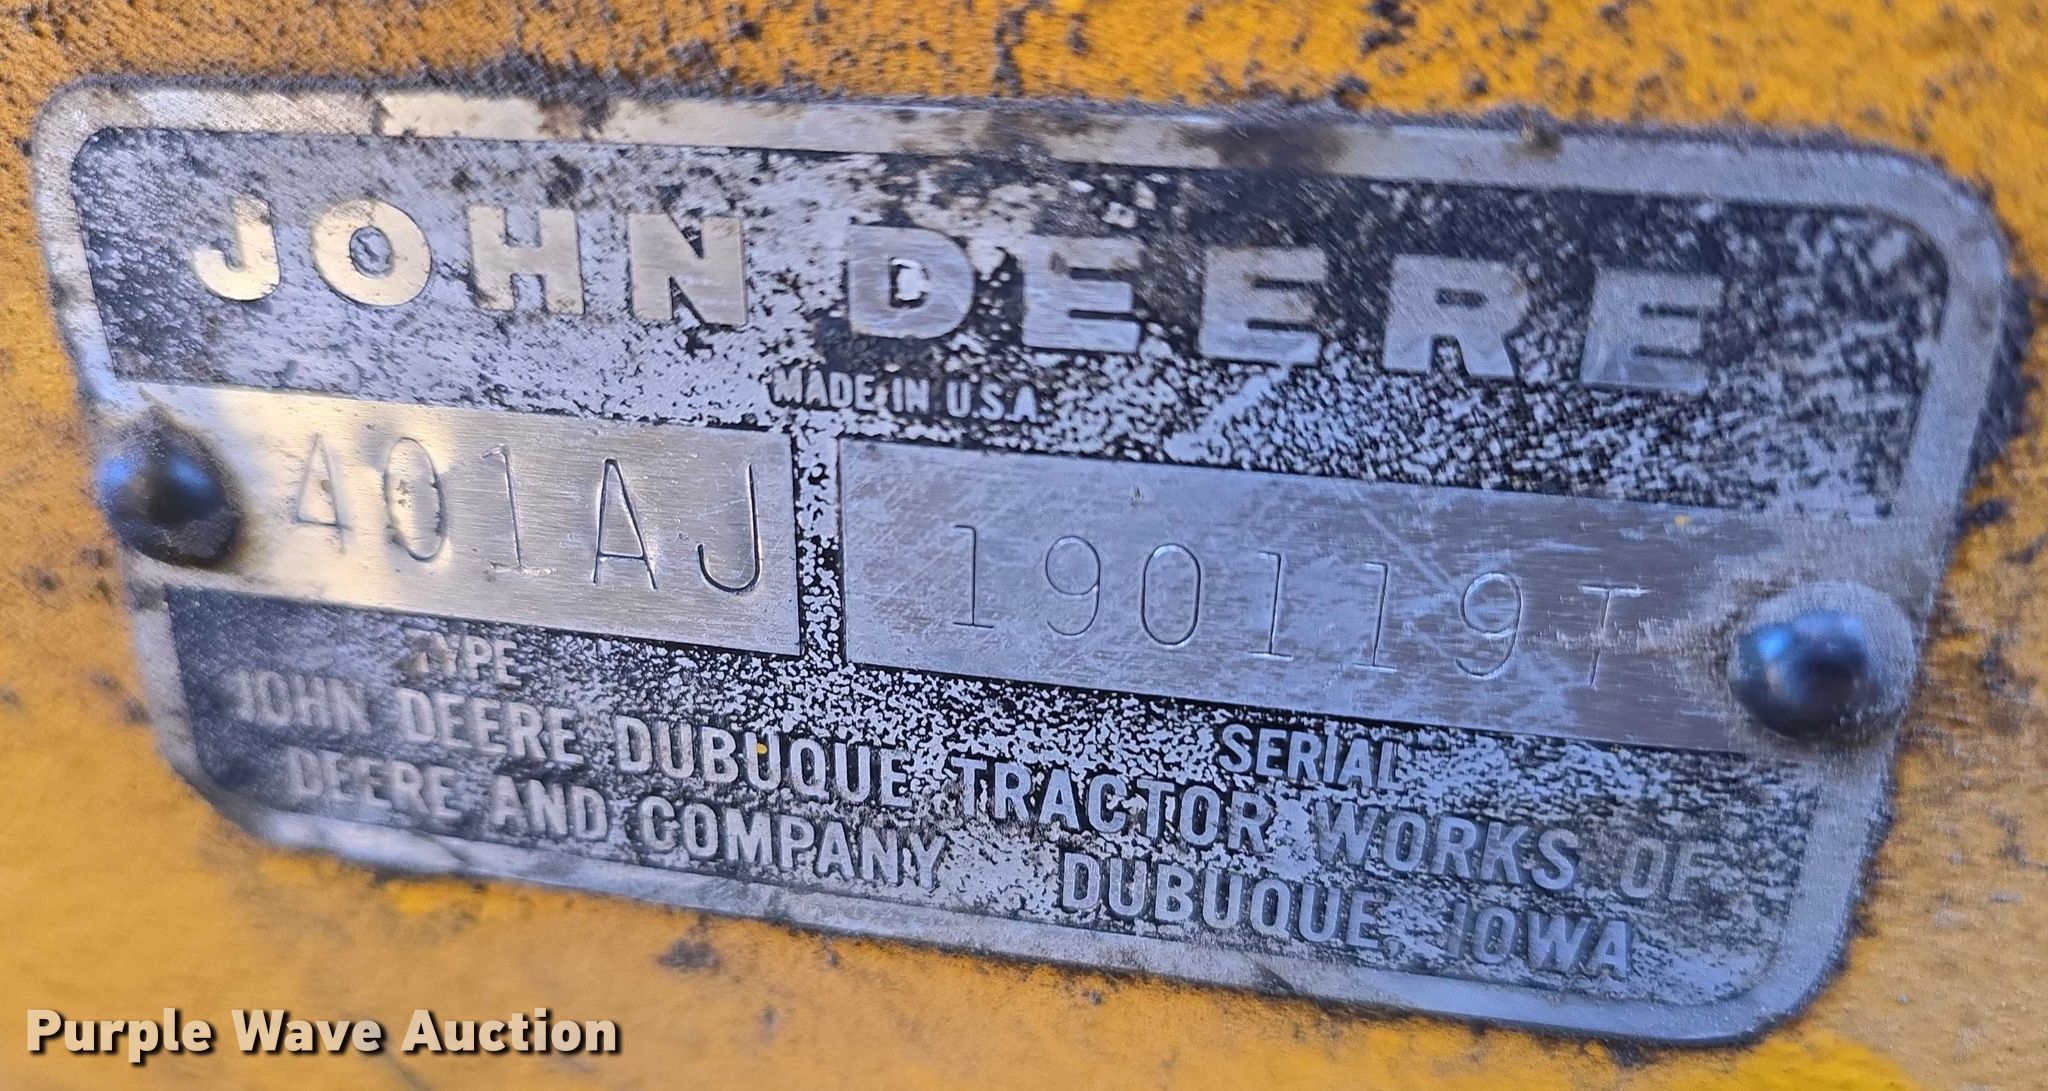 JOHN DEERE
MADE IN U.S.A.
401AJ 190119T
TYPE SERIAL
JOHN DEERE DUBUQUE TRACTOR WORKS OF
DEERE AND COMPANY DUBUQUE, IOWA
Purple Wave Auction